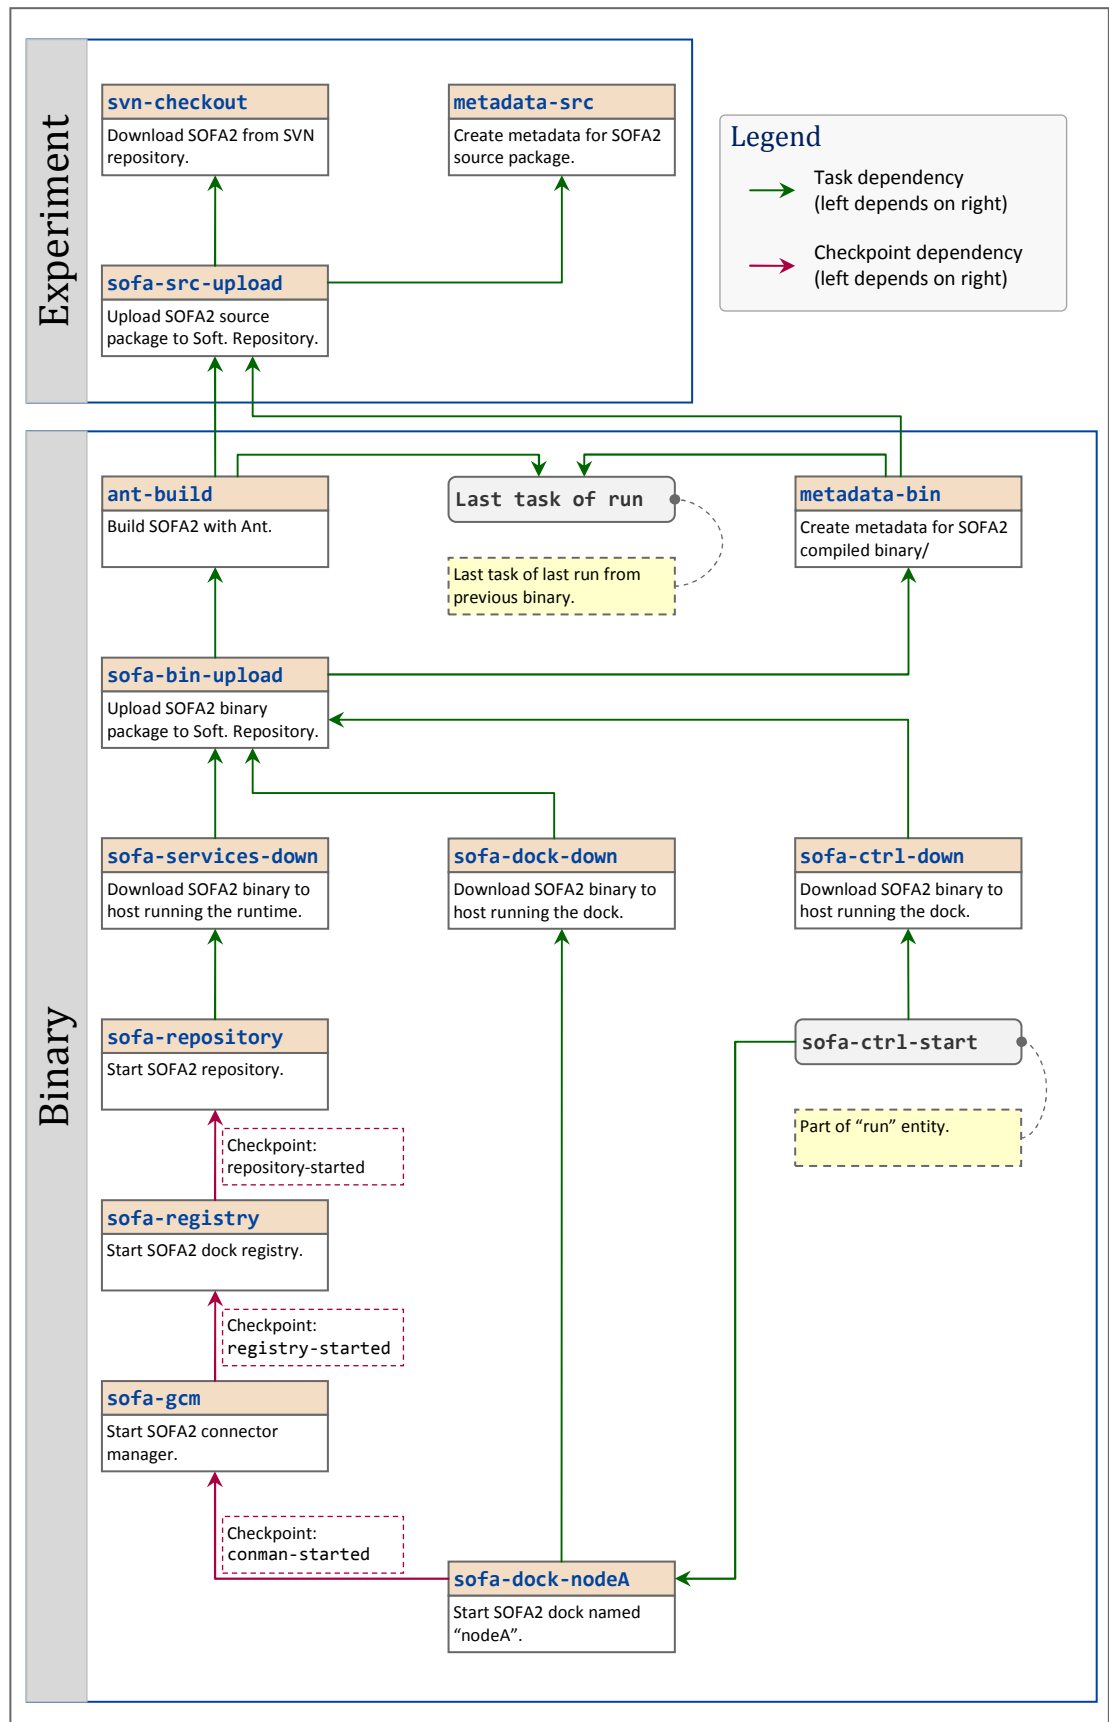 Experiment
svn-checkout
Download SOFA2 from SVN
repository.
metadata-src
Create metadata for SOFA2
source package.
Legend
Task dependency
(left depends on right)
Checkpoint dependency
(left depends on right)
sofa-src-upload
Upload SOFA2 source
package to Soft. Repository.
Binary
ant-build
Build SOFA2 with Ant.
Last task of run
Last task of last run from
previous binary.
metadata-bin
Create metadata for SOFA2
compiled binary/
sofa-bin-upload
Upload SOFA2 binary
package to Soft. Repository.
sofa-services-down
Download SOFA2 binary to
host running the runtime.
sofa-dock-down
Download SOFA2 binary to
host running the dock.
sofa-ctrl-down
Download SOFA2 binary to
host running the dock.
sofa-repository
Start SOFA2 repository.
sofa-ctrl-start
Part of “run” entity.
Checkpoint:
repository-started
sofa-registry
Start SOFA2 dock registry.
Checkpoint:
registry-started
sofa-gcm
Start SOFA2 connector
manager.
Checkpoint:
conman-started
sofa-dock-nodeA
Start SOFA2 dock named
“nodeA”.